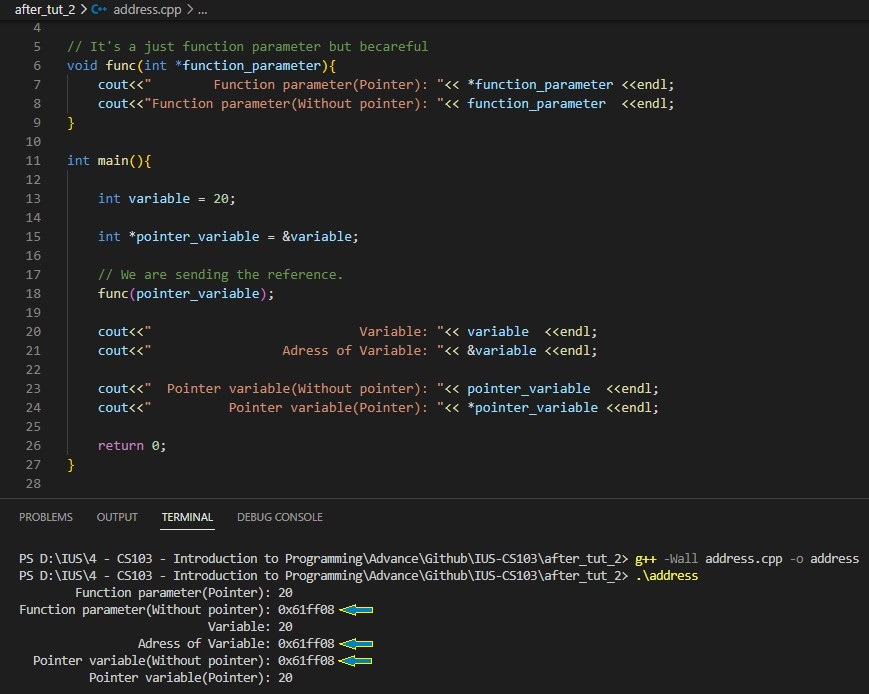 after_tut_2 > C++ address.cpp > ...
4
5 // It's a just function parameter but becareful
6 void func(int *function_parameter){
7     cout<<"        Function parameter(Pointer): "<< *function_parameter <<endl;
8     cout<<"Function parameter(Without pointer): "<< function_parameter  <<endl;
9 }
10
11 int main(){
12
13     int variable = 20;
14
15     int *pointer_variable = &variable;
16
17     // We are sending the reference.
18     func(pointer_variable);
19
20     cout<<"                           Variable: "<< variable  <<endl;
21     cout<<"                 Adress of Variable: "<< &variable <<endl;
22
23     cout<<"  Pointer variable(Without pointer): "<< pointer_variable  <<endl;
24     cout<<"          Pointer variable(Pointer): "<< *pointer_variable <<endl;
25
26     return 0;
27 }
28
PROBLEMS OUTPUT TERMINAL DEBUG CONSOLE
PS D:\IUS\4 - CS103 - Introduction to Programming\Advance\Github\IUS-CS103\after_tut_2> g++ -Wall address.cpp -o address
PS D:\IUS\4 - CS103 - Introduction to Programming\Advance\Github\IUS-CS103\after_tut_2> .\address
        Function parameter(Pointer): 20
Function parameter(Without pointer): 0x61ff08
                           Variable: 20
                 Adress of Variable: 0x61ff08
  Pointer variable(Without pointer): 0x61ff08
          Pointer variable(Pointer): 20